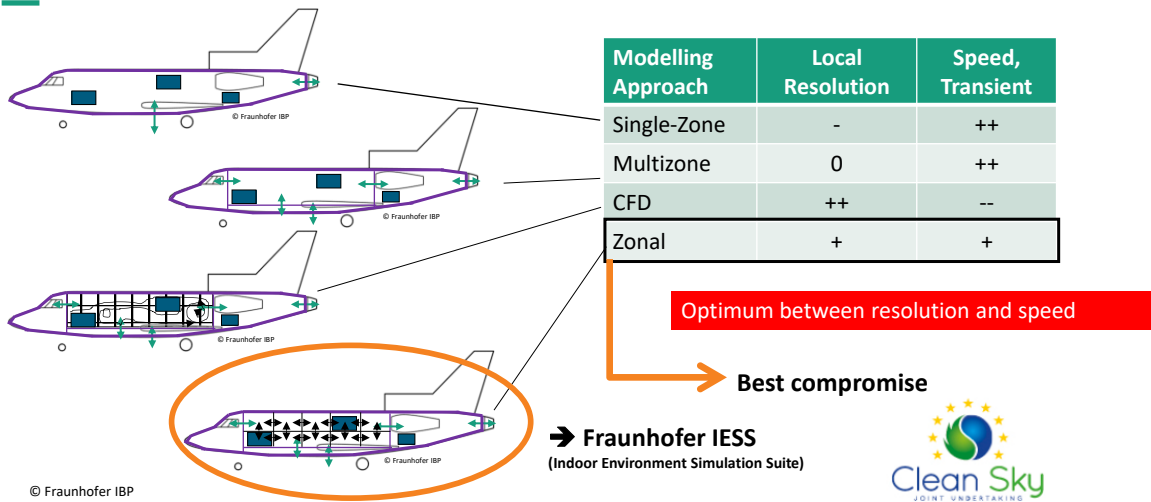 © Fraunhofer IBP
© Fraunhofer IBP
© Fraunhofer IBP
© Fraunhofer IBP
© Fraunhofer IBP
Modelling Approach Local Resolution Speed, Transient
Single-Zone - ++
Multizone 0 ++
CFD ++ --
Zonal + +
Optimum between resolution and speed
Best compromise
➔ Fraunhofer IESS
(Indoor Environment Simulation Suite)
Clean Sky
JOINT UNDERTAKING